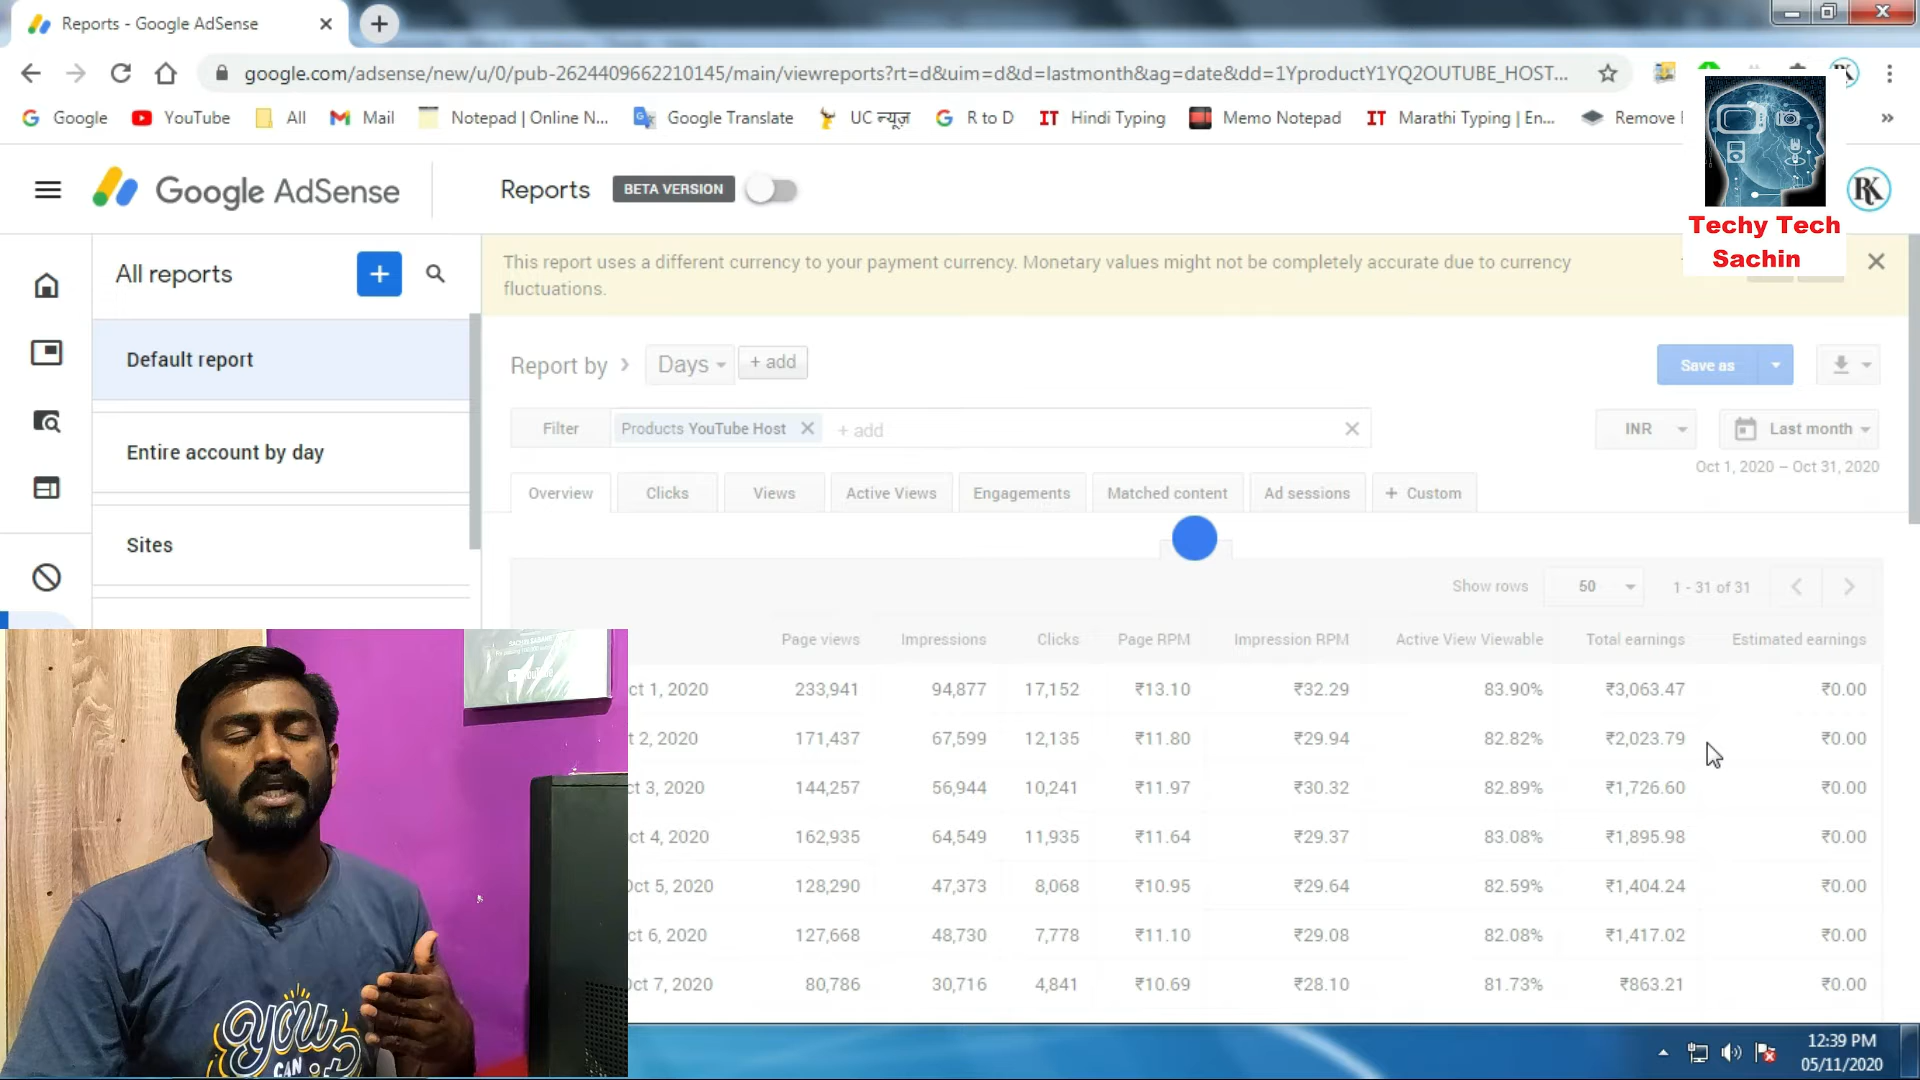 Reports - Google AdSense
google.com/adsense/new/u/0/pub-2624409662210145/main/viewreports?rt=d&uim=d&d=lastmonth&ag=date&dd=1YproductY1YQ2OUTUBE_HOST...
Google YouTube All Mail Notepad | Online N... Google Translate UC न्यूज़ R to D IT Hindi Typing Memo Notepad IT Marathi Typing | En... Remove »
Google AdSense Reports BETA VERSION RK
Techy Tech
Sachin
All reports +
This report uses a different currency to your payment currency. Monetary values might not be completely accurate due to currency
fluctuations.
Default report
Report by Days + add Save as
Entire account by day
Filter Products YouTube Host + add INR Last month
Oct 1, 2020 – Oct 31, 2020
Overview Clicks Views Active Views Engagements Matched content Ad sessions + Custom
Sites
Show rows 50 1 - 31 of 31
Page views Impressions Clicks Page RPM Impression RPM Active View Viewable Total earnings Estimated earnings
ct 1, 2020 233,941 94,877 17,152 ₹13.10 ₹32.29 83.90% ₹3,063.47 ₹0.00
t 2, 2020 171,437 67,599 12,135 ₹11.80 ₹29.94 82.82% ₹2,023.79 ₹0.00
ct 3, 2020 144,257 56,944 10,241 ₹11.97 ₹30.32 82.89% ₹1,726.60 ₹0.00
ct 4, 2020 162,935 64,549 11,935 ₹11.64 ₹29.37 83.08% ₹1,895.98 ₹0.00
Oct 5, 2020 128,290 47,373 8,068 ₹10.95 ₹29.64 82.59% ₹1,404.24 ₹0.00
ct 6, 2020 127,668 48,730 7,778 ₹11.10 ₹29.08 82.08% ₹1,417.02 ₹0.00
Oct 7, 2020 80,786 30,716 4,841 ₹10.69 ₹28.10 81.73% ₹863.21 ₹0.00
YouTube
you
CAN
12:39 PM
05/11/2020